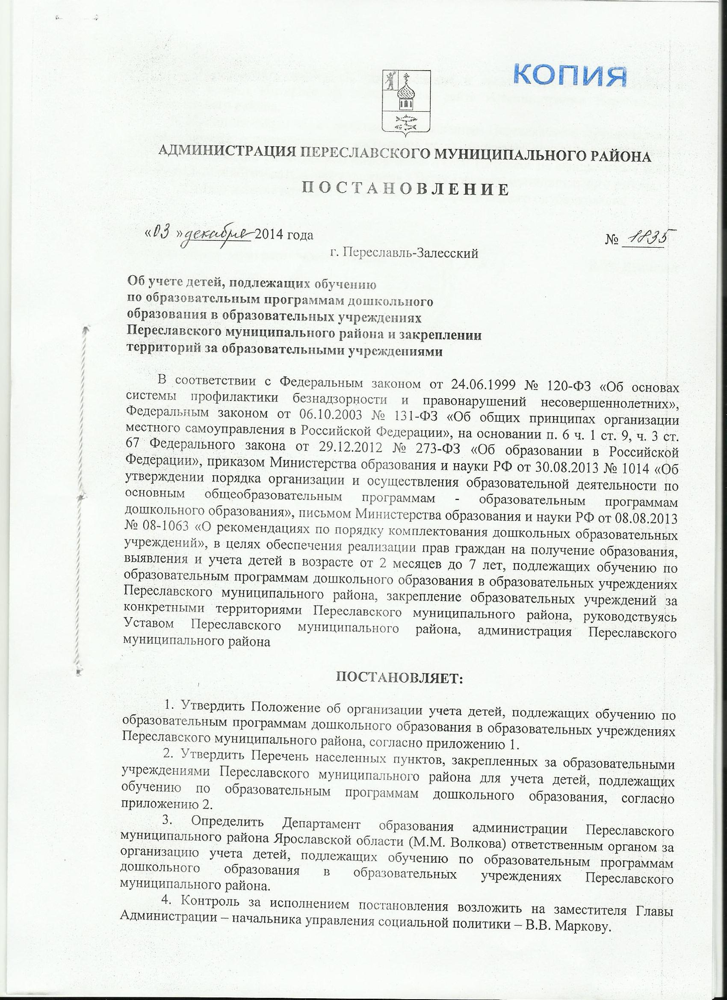 КОПИЯ
АДМИНИСТРАЦИЯ ПЕРЕСЛАВСКОГО МУНИЦИПАЛЬНОГО РАЙОНА
П О С Т А Н О В Л Е Н И Е
«03 » декабря 2014 года
№ 1835
г. Переславль-Залесский
Об учете детей, подлежащих обучению
по образовательным программам дошкольного
образования в образовательных учреждениях
Переславского муниципального района и закреплении
территорий за образовательными учреждениями
В соответствии с Федеральным законом от 24.06.1999 № 120-ФЗ «Об основах
системы профилактики безнадзорности и правонарушений несовершеннолетних»,
Федеральным законом от 06.10.2003 № 131-ФЗ «Об общих принципах организации
местного самоуправления в Российской Федерации», на основании п. 6 ч. 1 ст. 9, ч. 3 ст.
67 Федерального закона от 29.12.2012 № 273-ФЗ «Об образовании в Российской
Федерации», приказом Министерства образования и науки РФ от 30.08.2013 № 1014 «Об
утверждении порядка организации и осуществления образовательной деятельности по
основным общеобразовательным программам - образовательным программам
дошкольного образования», письмом Министерства образования и науки РФ от 08.08.2013
№ 08-1063 «О рекомендациях по порядку комплектования дошкольных образовательных
учреждений», в целях обеспечения реализации прав граждан на получение образования,
выявления и учета детей в возрасте от 2 месяцев до 7 лет, подлежащих обучению по
образовательным программам дошкольного образования в образовательных учреждениях
Переславского муниципального района, закрепление образовательных учреждений за
конкретными территориями Переславского муниципального района, руководствуясь
Уставом Переславского муниципального района, администрация Переславского
муниципального района
ПОСТАНОВЛЯЕТ:
1. Утвердить Положение об организации учета детей, подлежащих обучению по
образовательным программам дошкольного образования в образовательных учреждениях
Переславского муниципального района, согласно приложению 1.
2. Утвердить Перечень населенных пунктов, закрепленных за образовательными
учреждениями Переславского муниципального района для учета детей, подлежащих
обучению по образовательным программам дошкольного образования, согласно
приложению 2.
3. Определить Департамент образования администрации Переславского
муниципального района Ярославской области (М.М. Волкова) ответственным органом за
организацию учета детей, подлежащих обучению по образовательным программам
дошкольного образования в образовательных учреждениях Переславского
муниципального района.
4. Контроль за исполнением постановления возложить на заместителя Главы
Администрации – начальника управления социальной политики – В.В. Маркову.